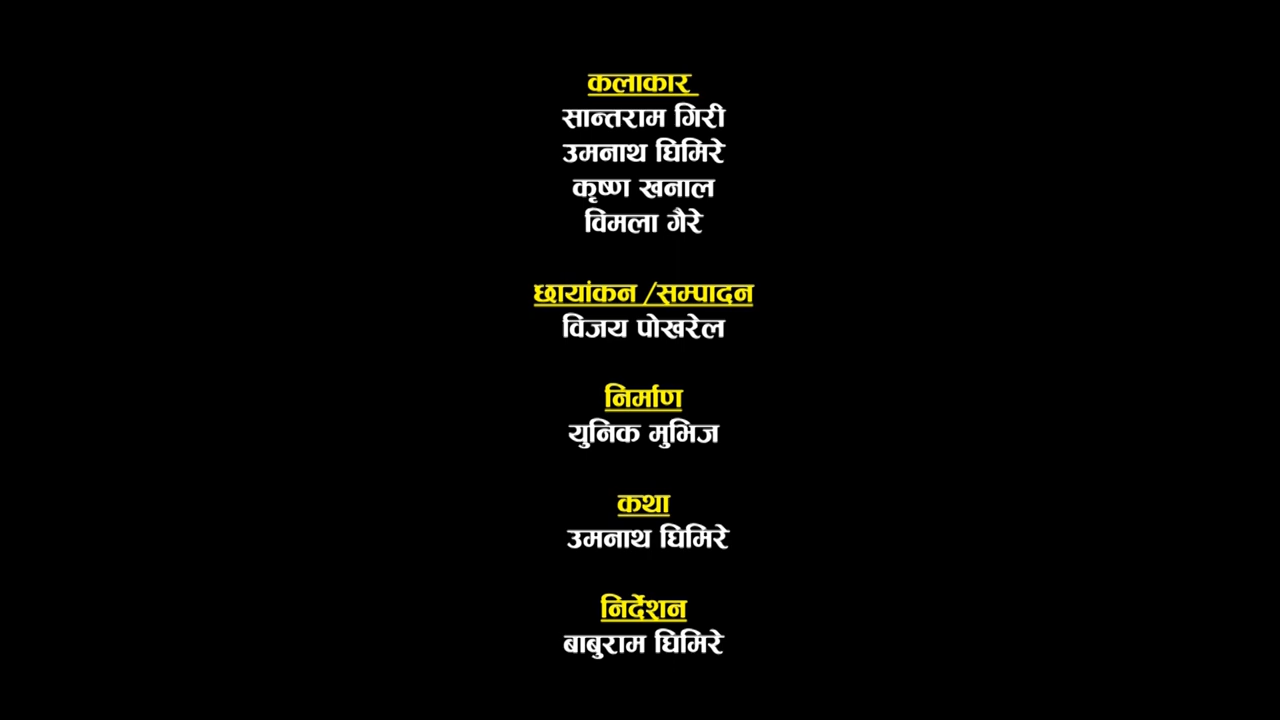 कलाकार
सान्तराम गिरी
उमनाथ घिमिरे
कृष्ण खनाल
विमला गैरे
छायांकन /सम्पादन
विजय पोखरेल
निर्माण
युनिक मुभिज
कथा
उमनाथ घिमिरे
निर्देशन
बाबुराम घिमिरे